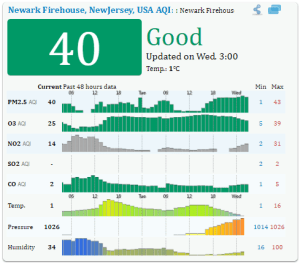 Newark Firehouse, NewJersey, USA AQI: : Newark Firehous
40
Good
Updated on Wed. 3:00
Temp.: 1°C
Current Past 48 hours data Min Max
PM2.5 AQI 40 1 43
O3 AQI 25 5 39
NO2 AQI 14 2 31
SO2 AQI - 2 2
CO AQI 2 1 5
Temp. 1 1 16
Pressure 1026 1014 1026
Humidity 34 16 100